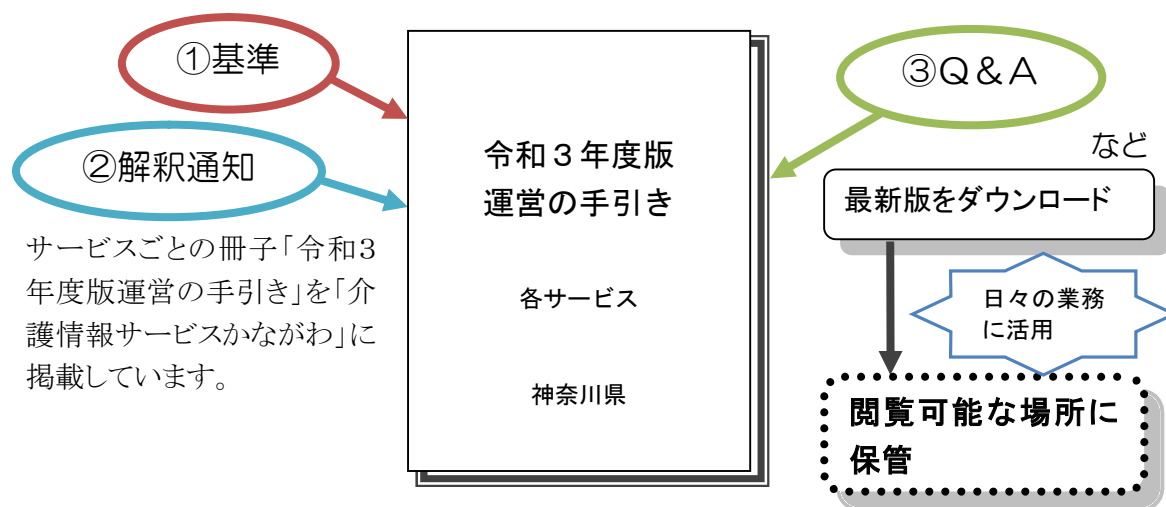 ①基準
②解釈通知
サービスごとの冊子「令和3
年度版運営の手引き」を「介
護情報サービスかながわ」に
掲載しています。
令和３年度版
運営の手引き
各サービス
神奈川県
③Ｑ＆Ａ
など
最新版をダウンロード
日々の業務
に活用
閲覧可能な場所に
保管